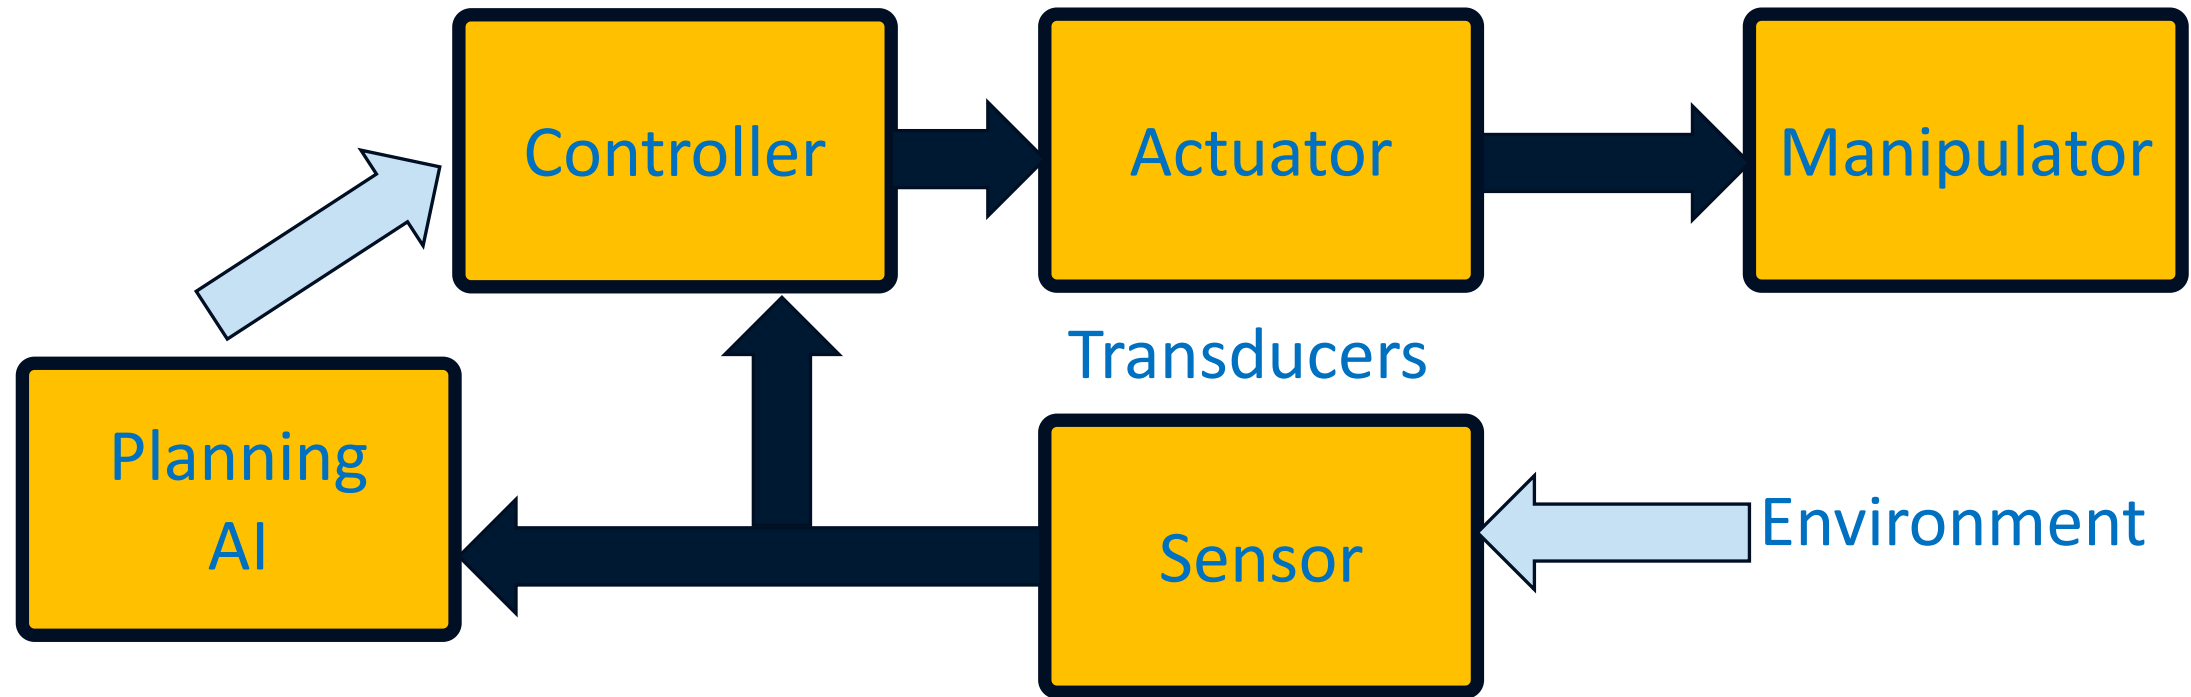 Controller
Actuator
Manipulator
Transducers
Planning
AI
Sensor
Environment